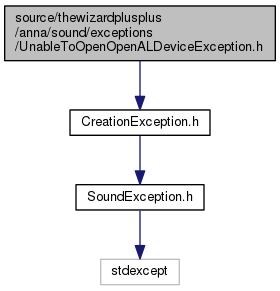 source/thewizardplusplus
/anna/sound/exceptions
/UnableToOpenOpenALDeviceException.h
CreationException.h
SoundException.h
stdexcept